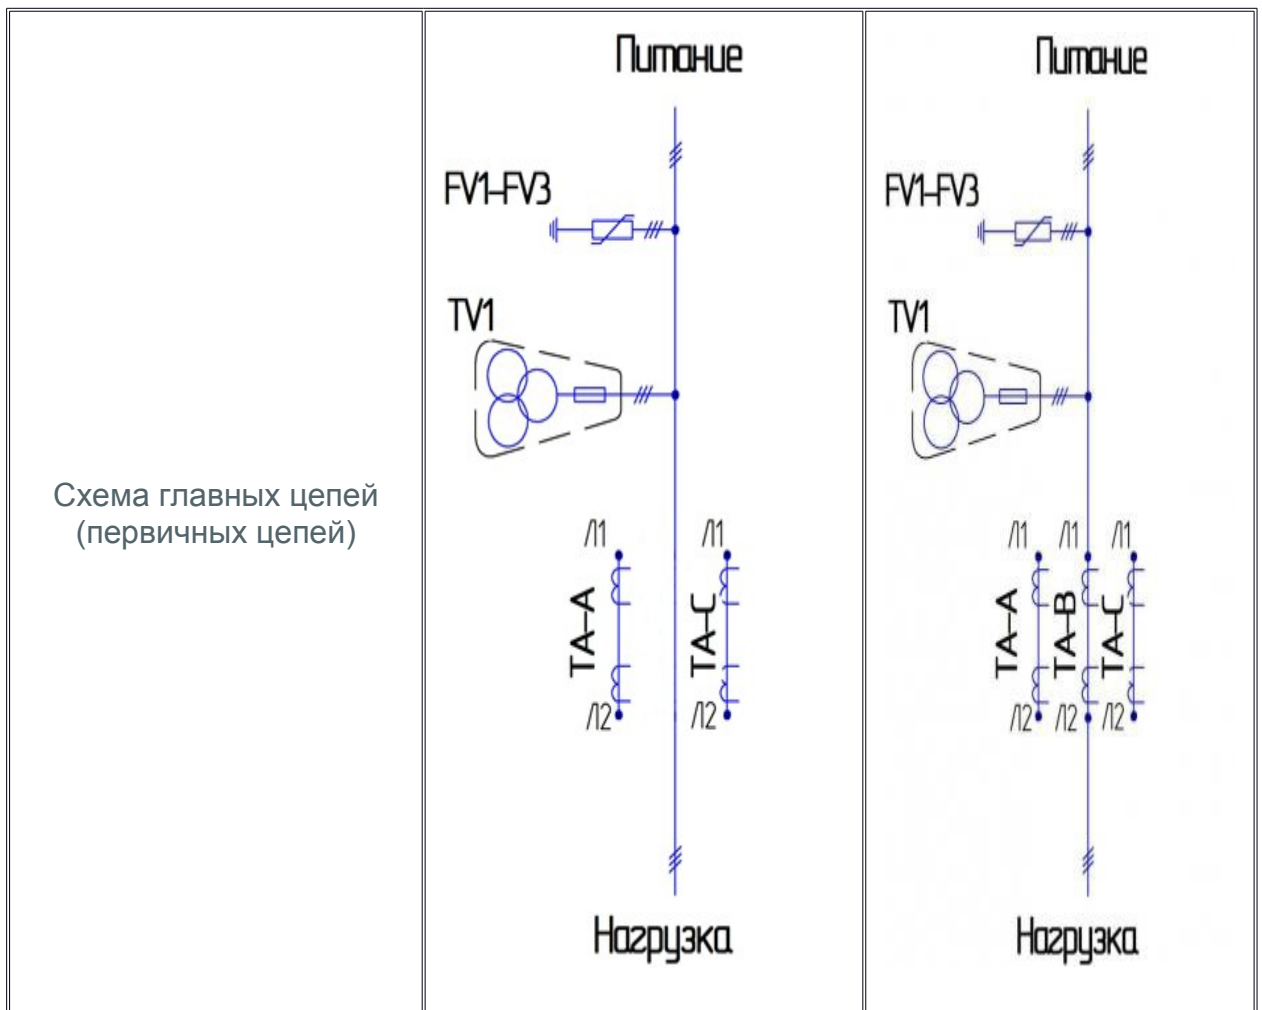 Схема главных цепей
(первичных цепей)
Питание
FV1-FV3
TV1
Л1
Л1
TA-A
TA-C
Л2
Л2
Нагрузка
Питание
FV1-FV3
TV1
Л1
Л1
Л1
TA-A
TA-B
TA-C
Л2
Л2
Л2
Нагрузка